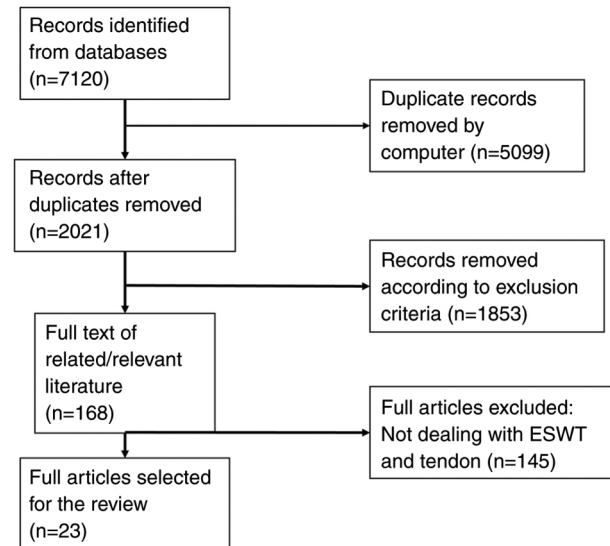 Records identified
from databases
(n=7120)
Duplicate records
removed by
computer (n=5099)
Records after
duplicates removed
(n=2021)
Records removed
according to exclusion
criteria (n=1853)
Full text of
related/relevant
literature
(n=168)
Full articles excluded:
Not dealing with ESWT
and tendon (n=145)
Full articles selected
for the review
(n=23)